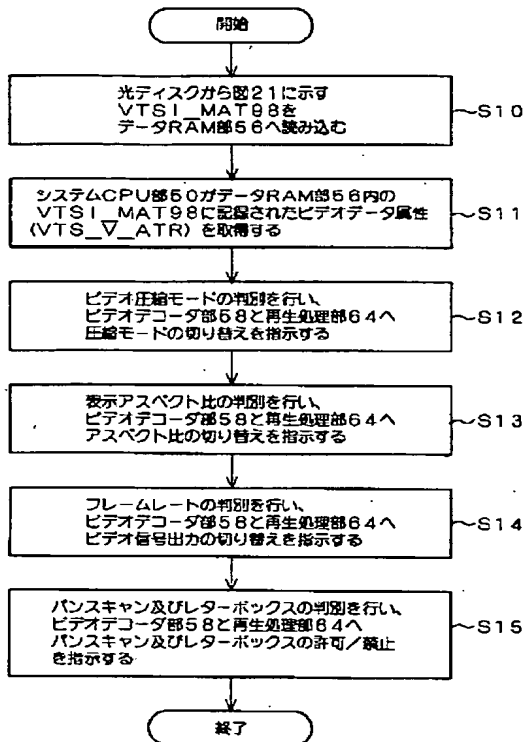 開始
光ディスクから図21に示す
VTSI_MAT98を
データRAM部56へ読み込む
~S10
システムCPU部50がデータRAM部56内の
VTSI_MAT98に記録されたビデオデータ属性
(VTS_▽_ATR)を取得する
~S11
ビデオ圧縮モードの判別を行い、
ビデオデコーダ部58と再生処理部64へ
圧縮モードの切り替えを指示する
~S12
表示アスペクト比の判別を行い、
ビデオデコーダ部58と再生処理部64へ
アスペクト比の切り替えを指示する
~S13
フレームレートの判別を行い、
ビデオデコーダ部58と再生処理部64へ
ビデオ信号出力の切り替えを指示する
~S14
パンスキャン及びレターボックスの判別を行い、
ビデオデコーダ部58と再生処理部64へ
パンスキャン及びレターボックスの許可/禁止
を指示する
~S15
終了